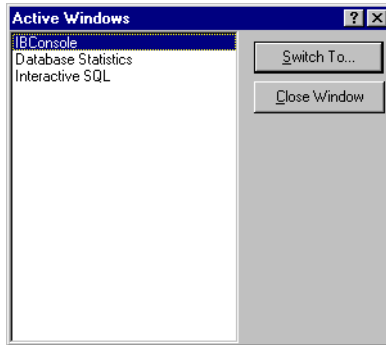 Active Windows
IBConsole
Database Statistics
Interactive SQL
Switch To...
Close Window